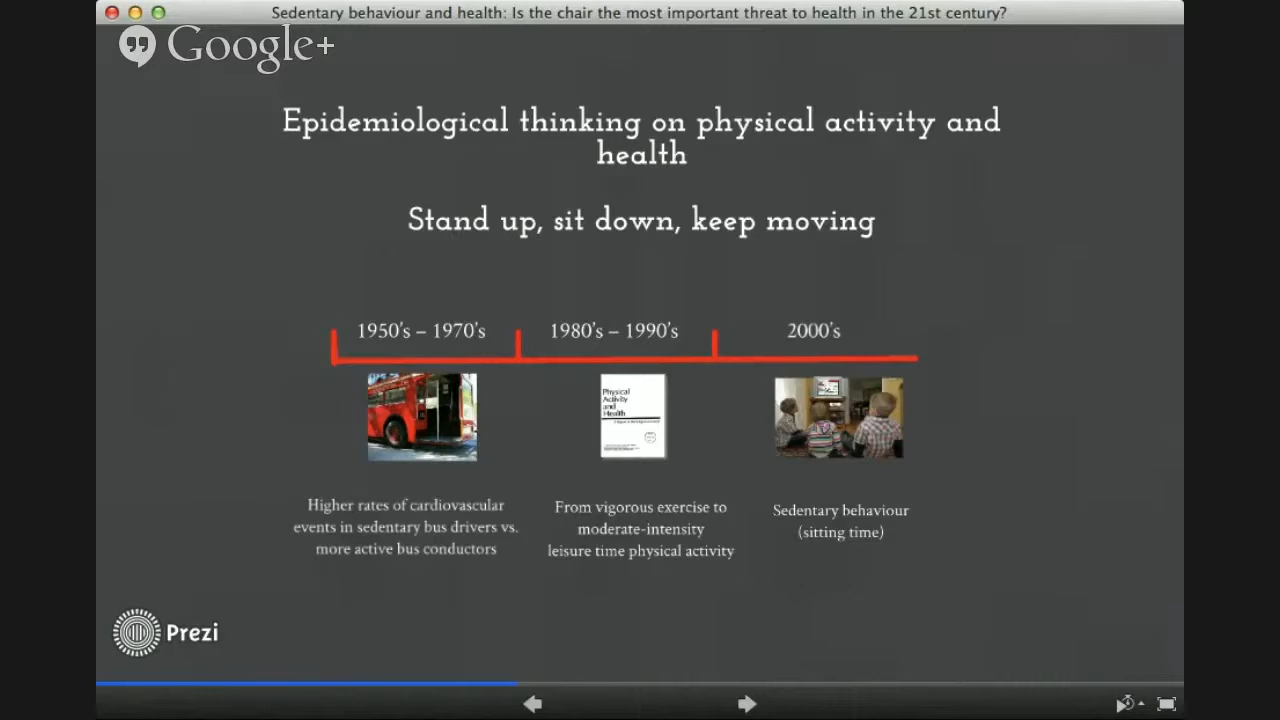 Sedentary behaviour and health: Is the chair the most important threat to health in the 21st century?
Google+
Epidemiological thinking on physical activity and
health
Stand up, sit down, keep moving
1950's – 1970's
1980's – 1990's
2000's
Physical
Activity
and
Health
Higher rates of cardiovascular
events in sedentary bus drivers vs.
more active bus conductors
From vigorous exercise to
moderate-intensity
leisure time physical activity
Sedentary behaviour
(sitting time)
Prezi